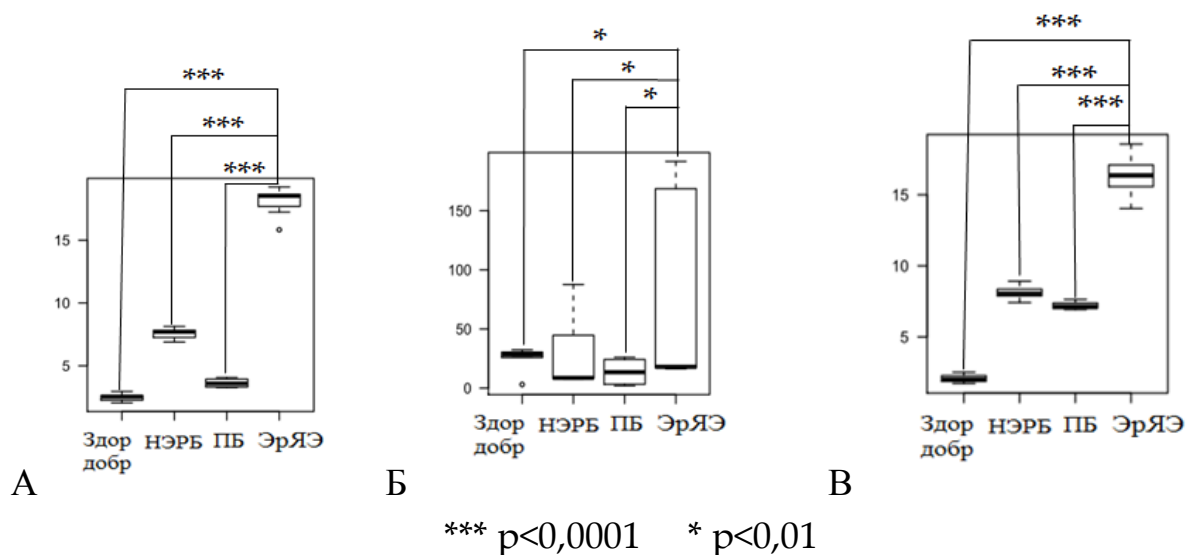 ***
***
***
15
10
5
Здор добр
НЭРБ
ПБ
ЭрЯЭ
А
*
*
*
150
100
50
0
Здор добр
НЭРБ
ПБ
ЭрЯЭ
Б
***
***
***
15
10
5
Здор добр
НЭРБ
ПБ
ЭрЯЭ
В
*** p<0,0001 * p<0,01